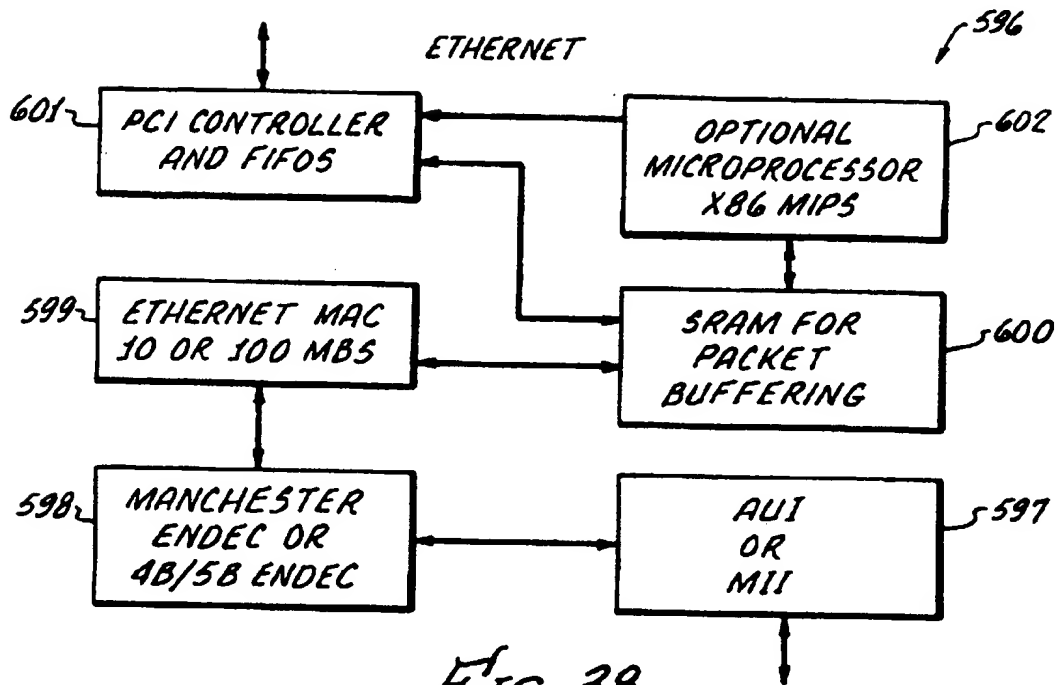 ETHERNET
596
601
PCI CONTROLLER
AND FIFOS
OPTIONAL
MICROPROCESSOR
X86 MIPS
602
599
ETHERNET MAC
10 OR 100 MBS
SRAM FOR
PACKET
BUFFERING
600
598
MANCHESTER
ENDEC OR
4B/5B ENDEC
AUI
OR
MII
597